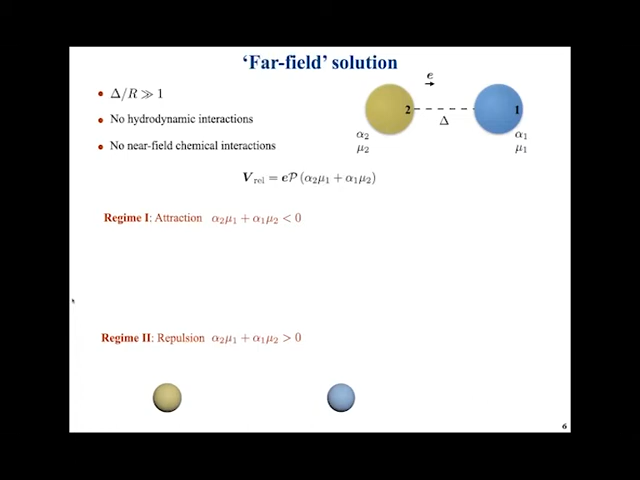 ‘Far-field’ solution
• Δ/R ≫ 1
• No hydrodynamic interactions
• No near-field chemical interactions
e
2
Δ
1
α₂
μ₂
α₁
μ₁
V_rel = e𝒫 (α₂μ₁ + α₁μ₂)
Regime I: Attraction α₂μ₁ + α₁μ₂ < 0
Regime II: Repulsion α₂μ₁ + α₁μ₂ > 0
6